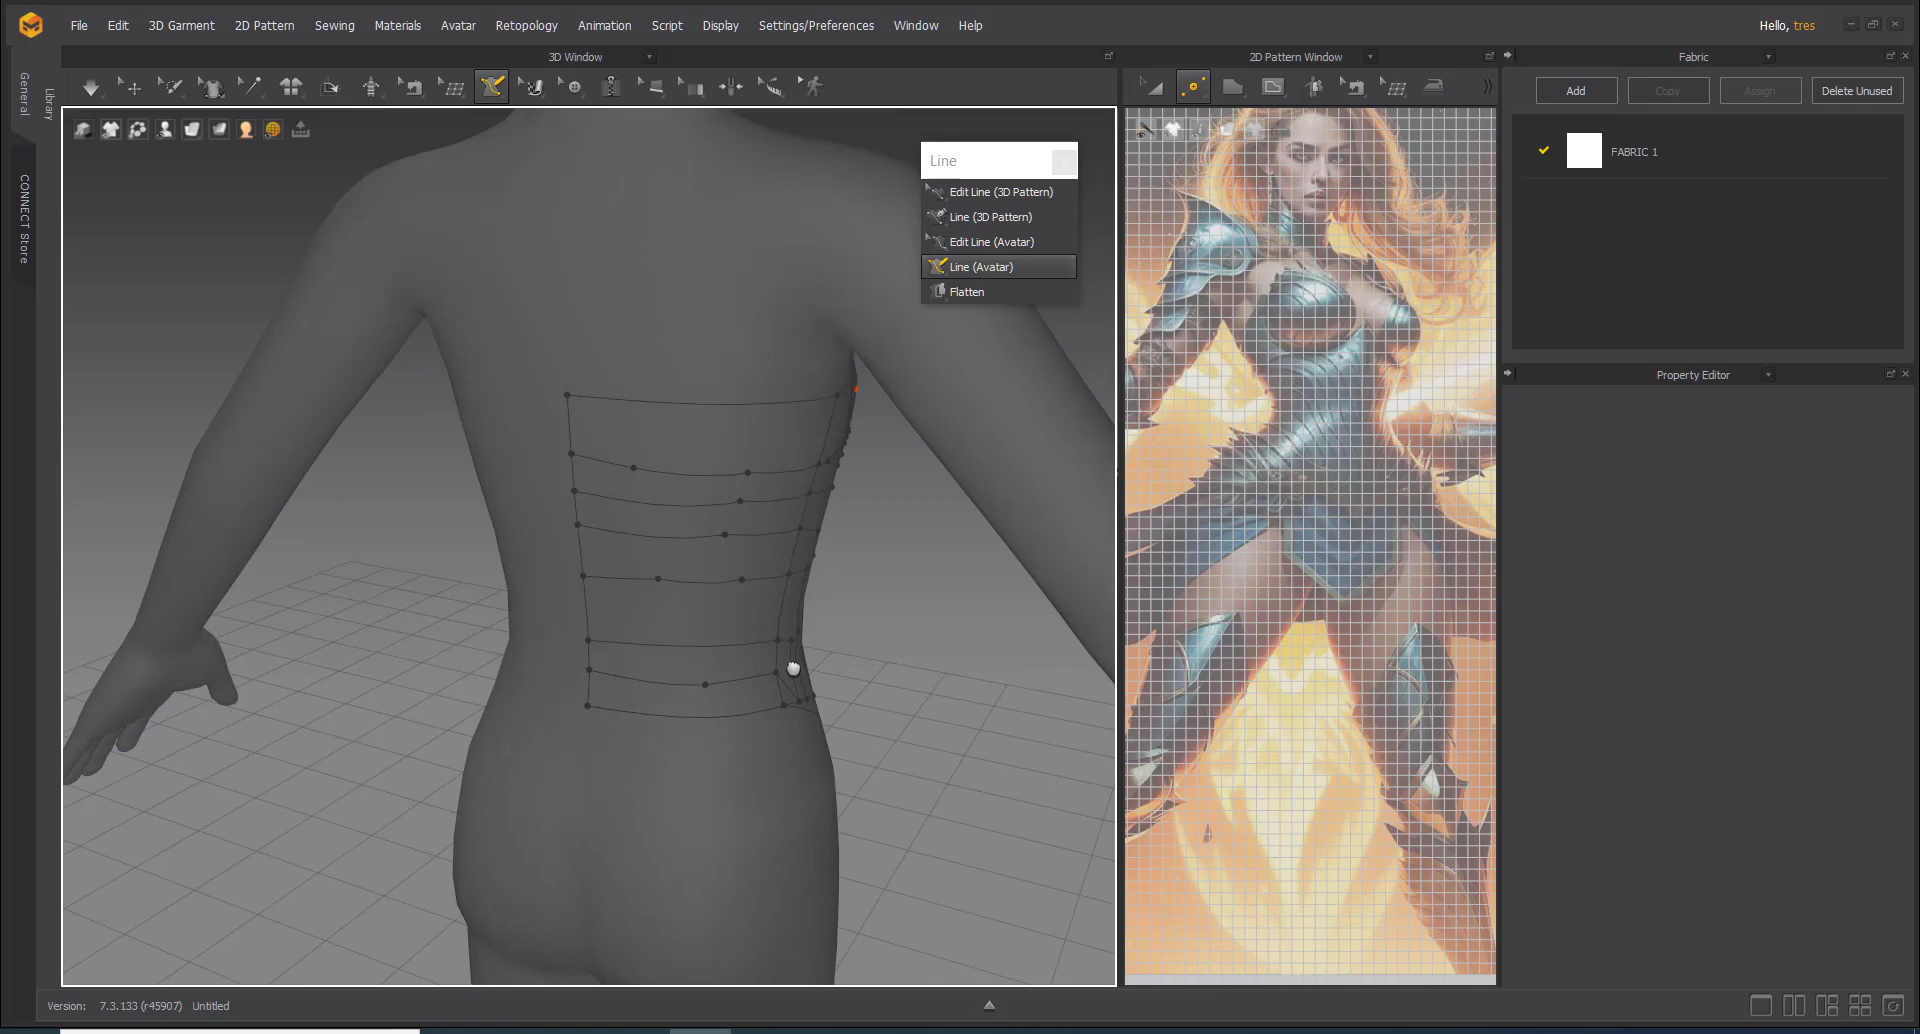 File Edit 3D Garment 2D Pattern Sewing Materials Avatar Retopology Animation Script Display Settings/Preferences Window Help
Hello, tres
3D Window
2D Pattern Window
Fabric
General
Library
CONNECT Store
Add
Copy
Assign
Delete Unused
FABRIC 1
Line
Edit Line (3D Pattern)
Line (3D Pattern)
Edit Line (Avatar)
Line (Avatar)
Flatten
Property Editor
Version: 7.3.133 (r45907) Untitled